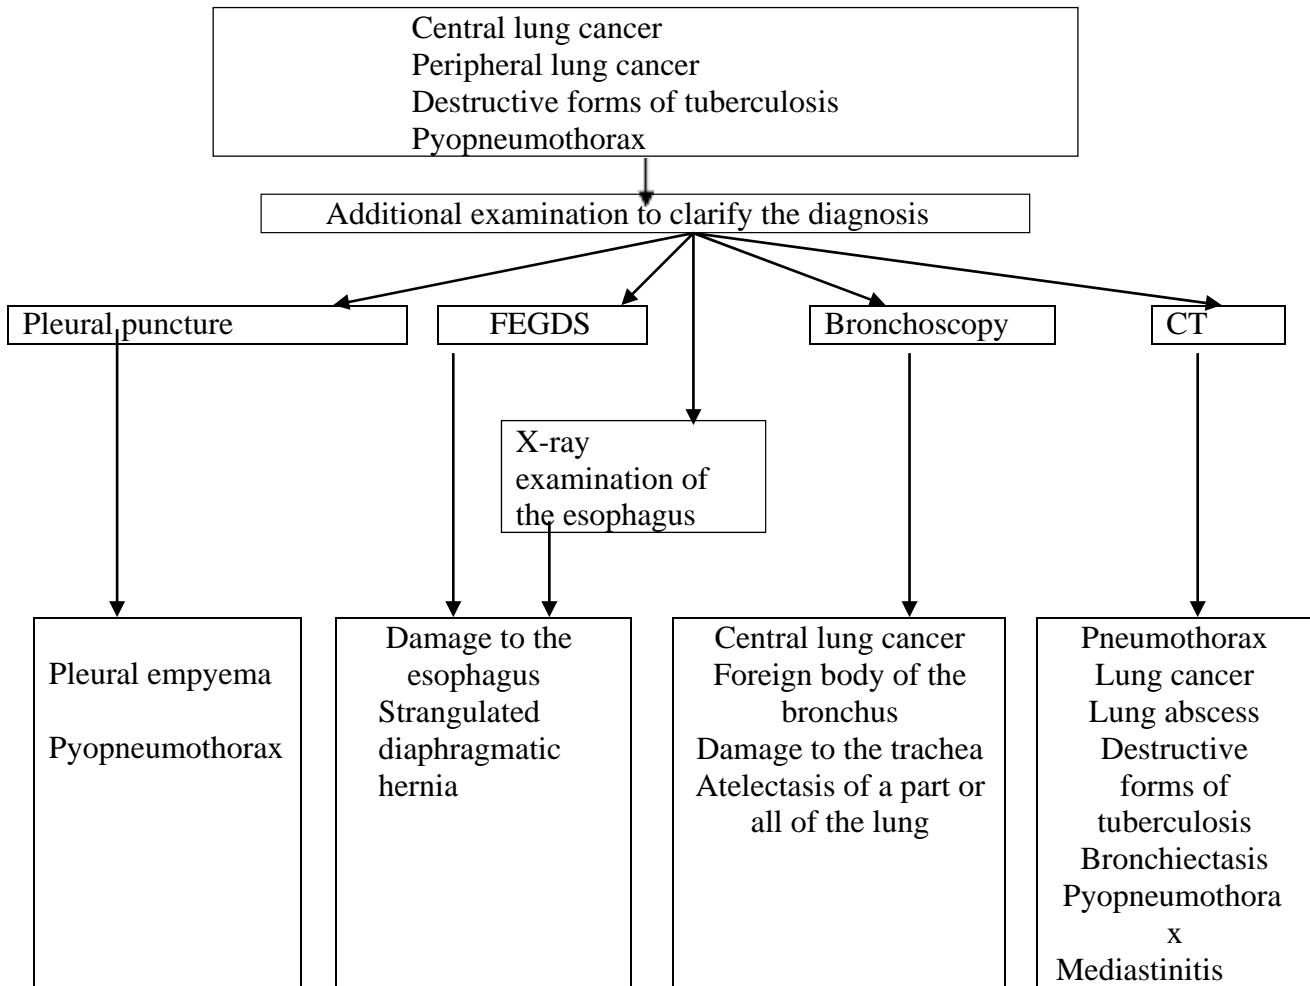 Central lung cancer
Peripheral lung cancer
Destructive forms of tuberculosis
Pyopneumothorax
Additional examination to clarify the diagnosis
Pleural puncture
FEGDS
Bronchoscopy
CT
X-ray
examination of
the esophagus
Pleural empyema
Pyopneumothorax
Damage to the
esophagus
Strangulated
diaphragmatic
hernia
Central lung cancer
Foreign body of the
bronchus
Damage to the trachea
Atelectasis of a part or
all of the lung
Pneumothorax
Lung cancer
Lung abscess
Destructive
forms of
tuberculosis
Bronchiectasis
Pyopneumothora
x
Mediastinitis